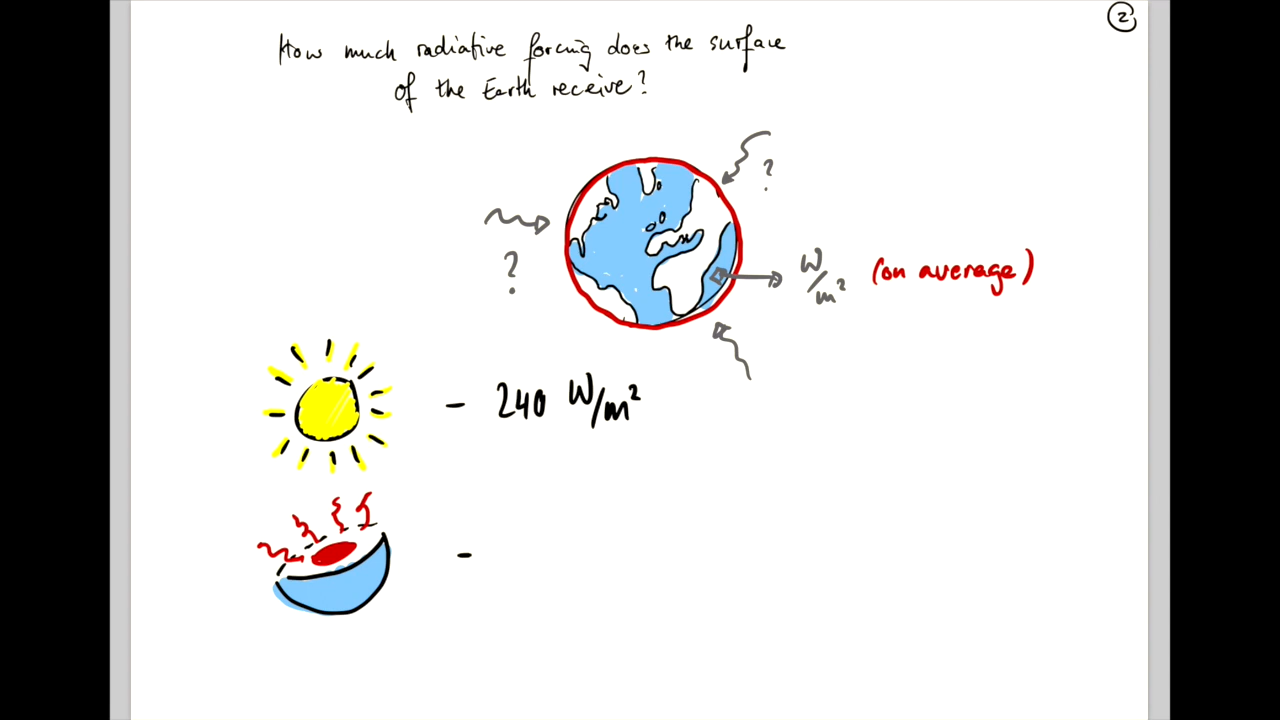 2
How much radiative forcing does the surface
of the Earth receive?
?
?
W/m² (on average)
- 240 W/m²
-